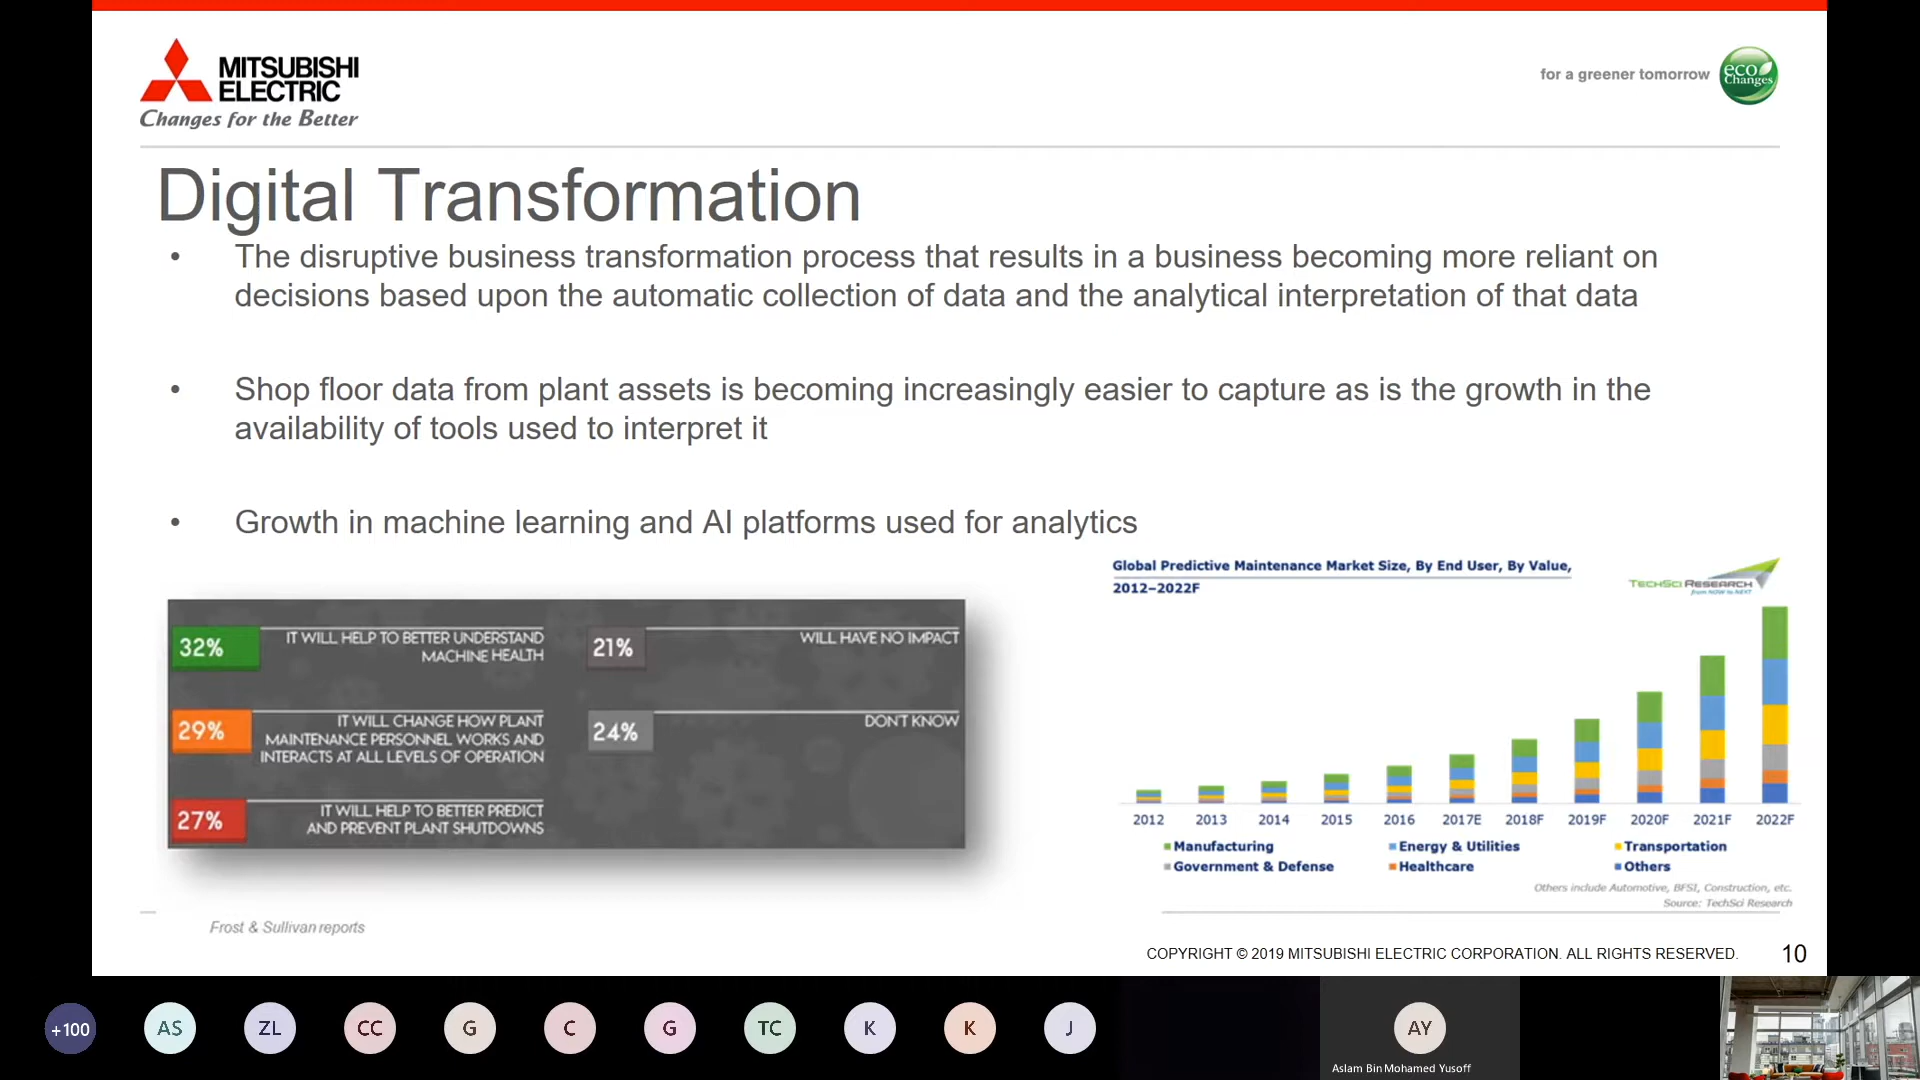 MITSUBISHI
ELECTRIC
Changes for the Better
for a greener tomorrow
eco
Changes
Digital Transformation
• The disruptive business transformation process that results in a business becoming more reliant on
decisions based upon the automatic collection of data and the analytical interpretation of that data
• Shop floor data from plant assets is becoming increasingly easier to capture as is the growth in the
availability of tools used to interpret it
• Growth in machine learning and AI platforms used for analytics
32%
IT WILL HELP TO BETTER UNDERSTAND
MACHINE HEALTH
29%
IT WILL CHANGE HOW PLANT
MAINTENANCE PERSONNEL WORKS AND
INTERACTS AT ALL LEVELS OF OPERATION
27%
IT WILL HELP TO BETTER PREDICT
AND PREVENT PLANT SHUTDOWNS
21%
WILL HAVE NO IMPACT
24%
DON'T KNOW
Frost & Sullivan reports
Global Predictive Maintenance Market Size, By End User, By Value,
2012–2022F
TECHSCI RESEARCH
from NOW to NEXT
2012 2013 2014 2015 2016 2017E 2018F 2019F 2020F 2021F 2022F
Manufacturing Energy & Utilities Transportation
Government & Defense Healthcare Others
Others include Automotive, BFSI, Construction, etc.
Source: TechSci Research
COPYRIGHT © 2019 MITSUBISHI ELECTRIC CORPORATION. ALL RIGHTS RESERVED. 10
+100 AS ZL CC G C G TC K K J AY
Aslam Bin Mohamed Yusoff